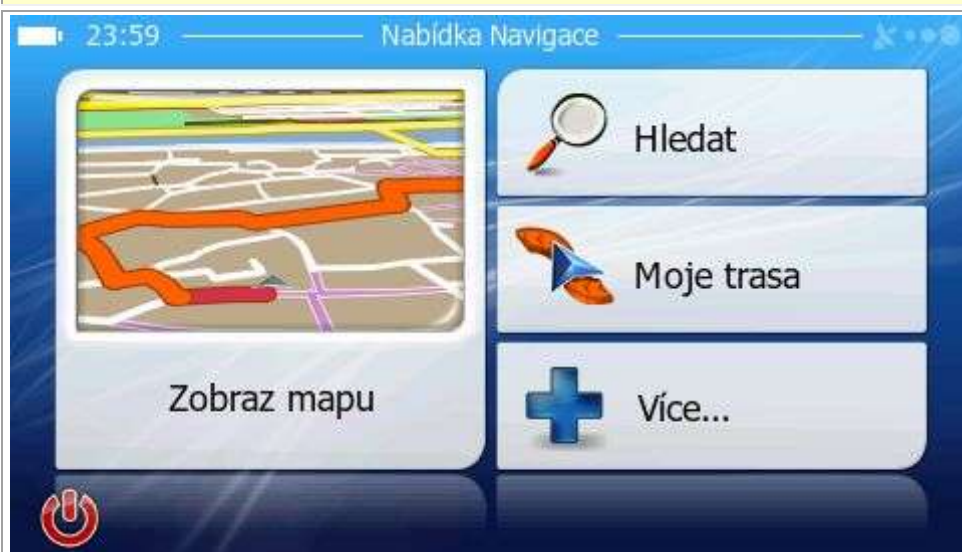 23:59
Nabídka Navigace
Hledat
Moje trasa
Zobraz mapu
Více...